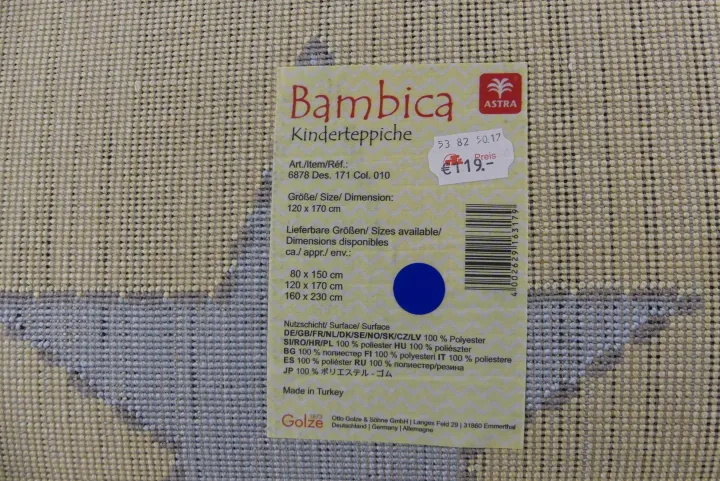 Bambica
Kinderteppiche
ASTRA
53 82 50.17
Preis
€119.-
Art./Item/Réf.:
6878 Des. 171 Col. 010
Größe/ Size/ Dimension:
120 x 170 cm
Lieferbare Größen/ Sizes available/
Dimensions disponibles
ca./ appr./ env.:
80 x 150 cm
120 x 170 cm
160 x 230 cm
4 002629 163179
Nutzschicht/ Surface/ Surface
DE/GB/FR/NL/DK/SE/NO/SK/CZ/LV 100 % Polyester
SI/RO/HR/PL 100 % poliester HU 100 % poliészter
BG 100 % полиестер FI 100 % polyesteri IT 100 % poliestere
ES 100 % poliéster RU 100 % полиэстер/резина
JP 100 % ポリエステル - ゴム
Made in Turkey
Golze
Otto Golze & Söhne GmbH | Langes Feld 29 | 31860 Emmerthal
Deutschland | Germany | Allemagne